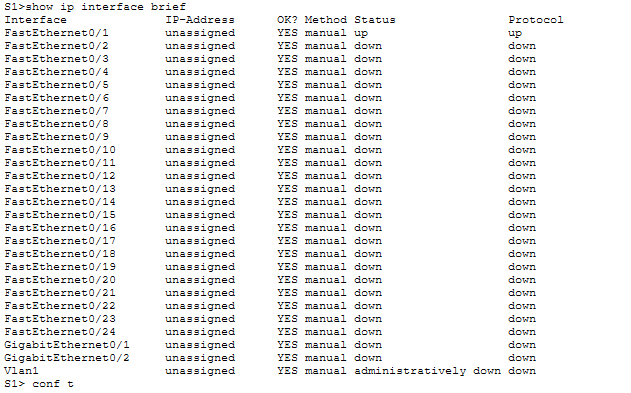 S1>show ip interface brief
Interface IP-Address OK? Method Status Protocol
FastEthernet0/1 unassigned YES manual up up
FastEthernet0/2 unassigned YES manual down down
FastEthernet0/3 unassigned YES manual down down
FastEthernet0/4 unassigned YES manual down down
FastEthernet0/5 unassigned YES manual down down
FastEthernet0/6 unassigned YES manual down down
FastEthernet0/7 unassigned YES manual down down
FastEthernet0/8 unassigned YES manual down down
FastEthernet0/9 unassigned YES manual down down
FastEthernet0/10 unassigned YES manual down down
FastEthernet0/11 unassigned YES manual down down
FastEthernet0/12 unassigned YES manual down down
FastEthernet0/13 unassigned YES manual down down
FastEthernet0/14 unassigned YES manual down down
FastEthernet0/15 unassigned YES manual down down
FastEthernet0/16 unassigned YES manual down down
FastEthernet0/17 unassigned YES manual down down
FastEthernet0/18 unassigned YES manual down down
FastEthernet0/19 unassigned YES manual down down
FastEthernet0/20 unassigned YES manual down down
FastEthernet0/21 unassigned YES manual down down
FastEthernet0/22 unassigned YES manual down down
FastEthernet0/23 unassigned YES manual down down
FastEthernet0/24 unassigned YES manual down down
GigabitEthernet0/1 unassigned YES manual down down
GigabitEthernet0/2 unassigned YES manual down down
Vlan1 unassigned YES manual administratively down down
S1> conf t